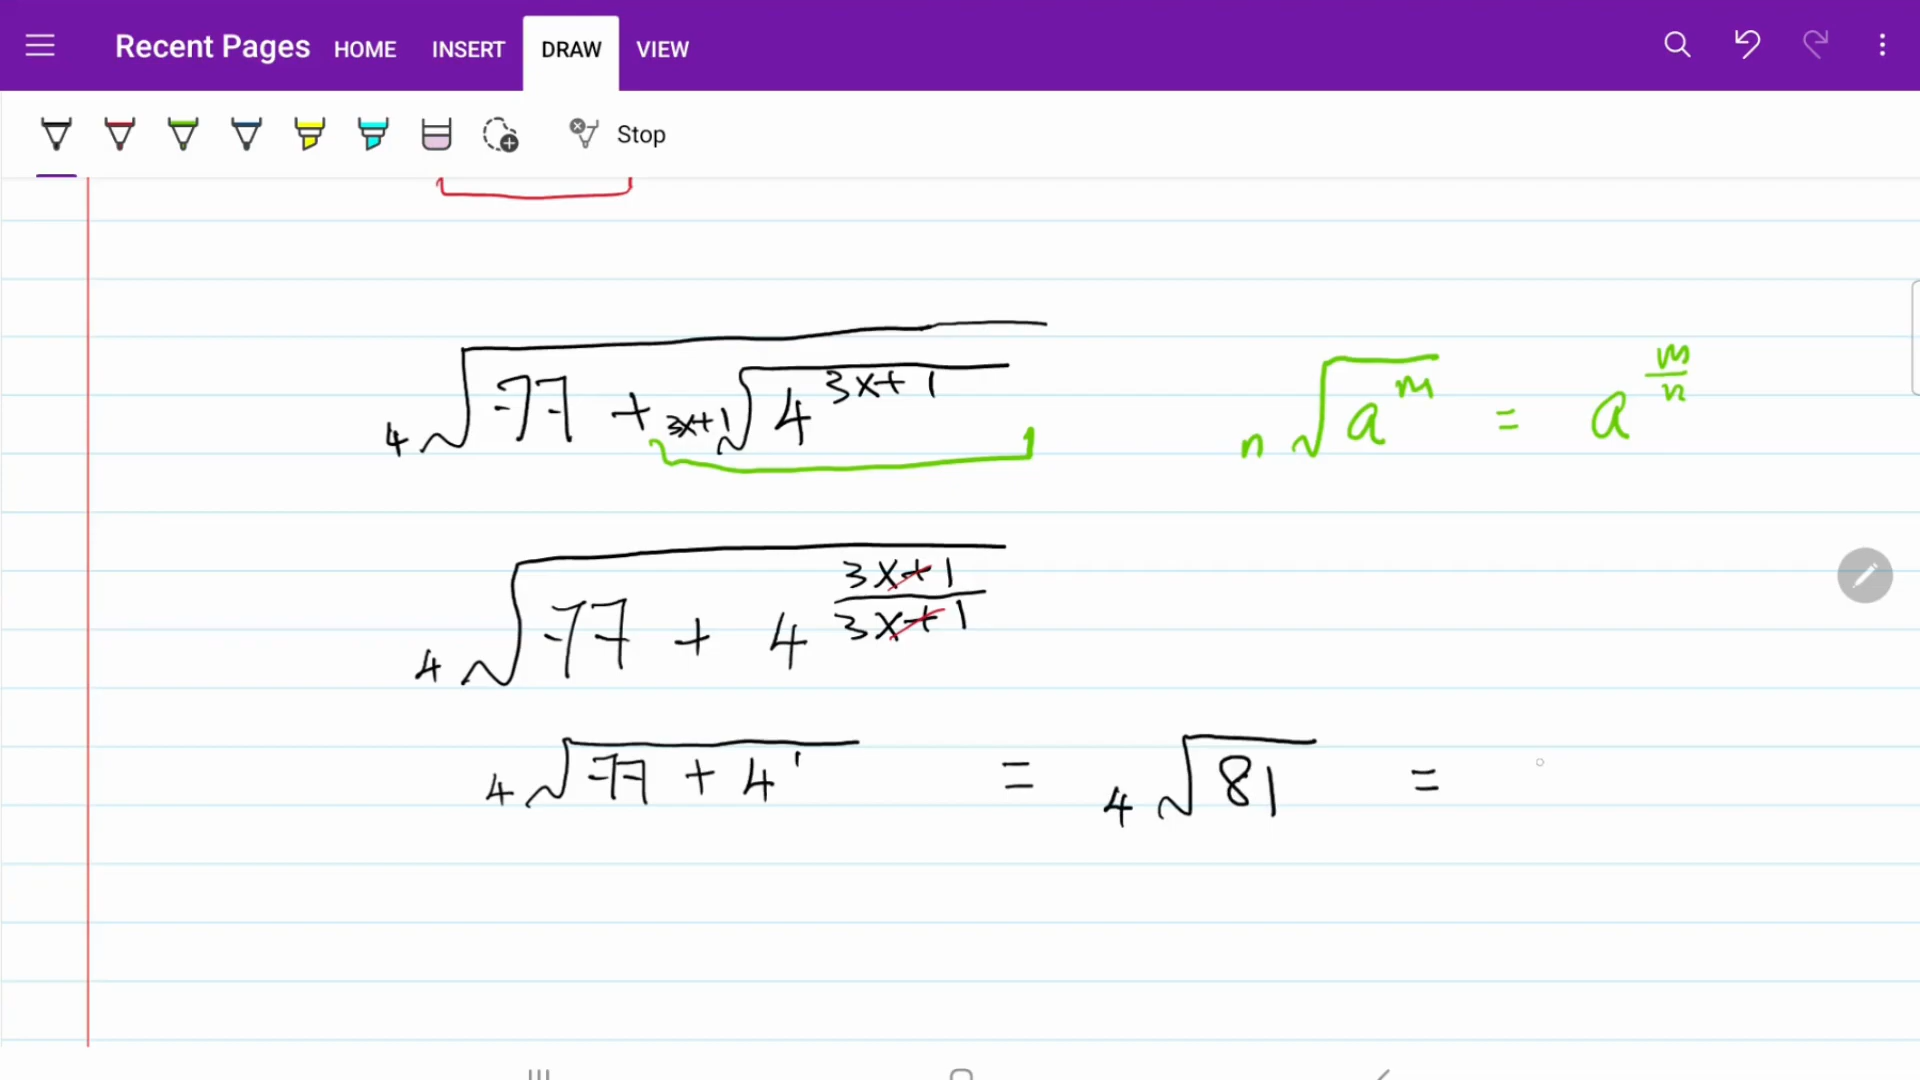 Recent Pages HOME INSERT DRAW VIEW
Stop
4√(77 + 3x+1√(4^(3x+1))) n√(a^m) = a^(m/n)
4√(77 + 4^((3x+1)/(3x+1)))
4√(77 + 4^1) = 4√81 =